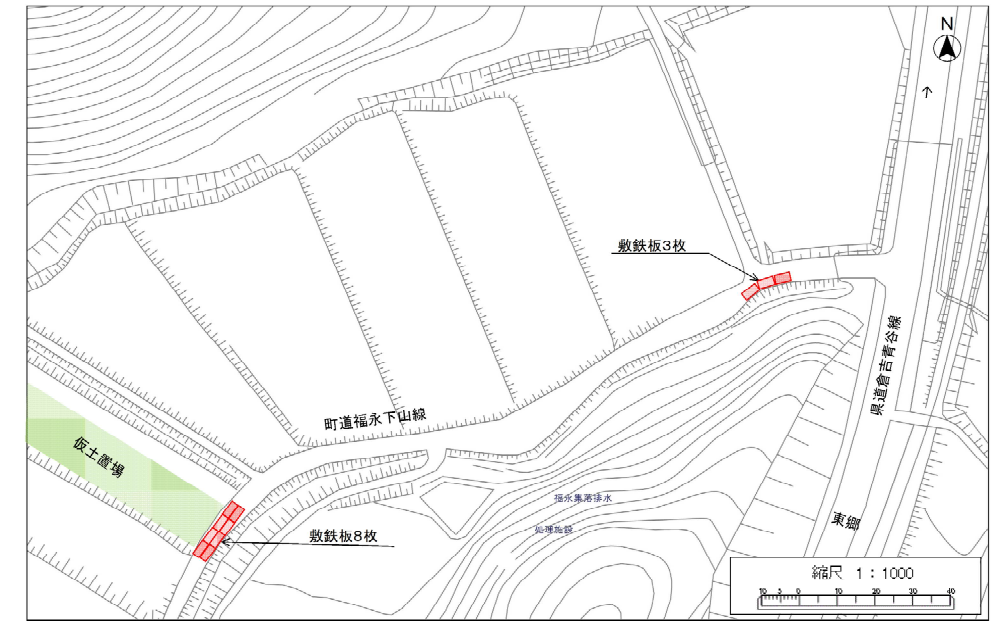 N
敷鉄板3枚
県道倉吉青谷線
町道福永下山線
仮土置場
福永集落排水
処理施設
敷鉄板8枚
東郷
縮尺 1:1000
10 5 0 10 20 30 40